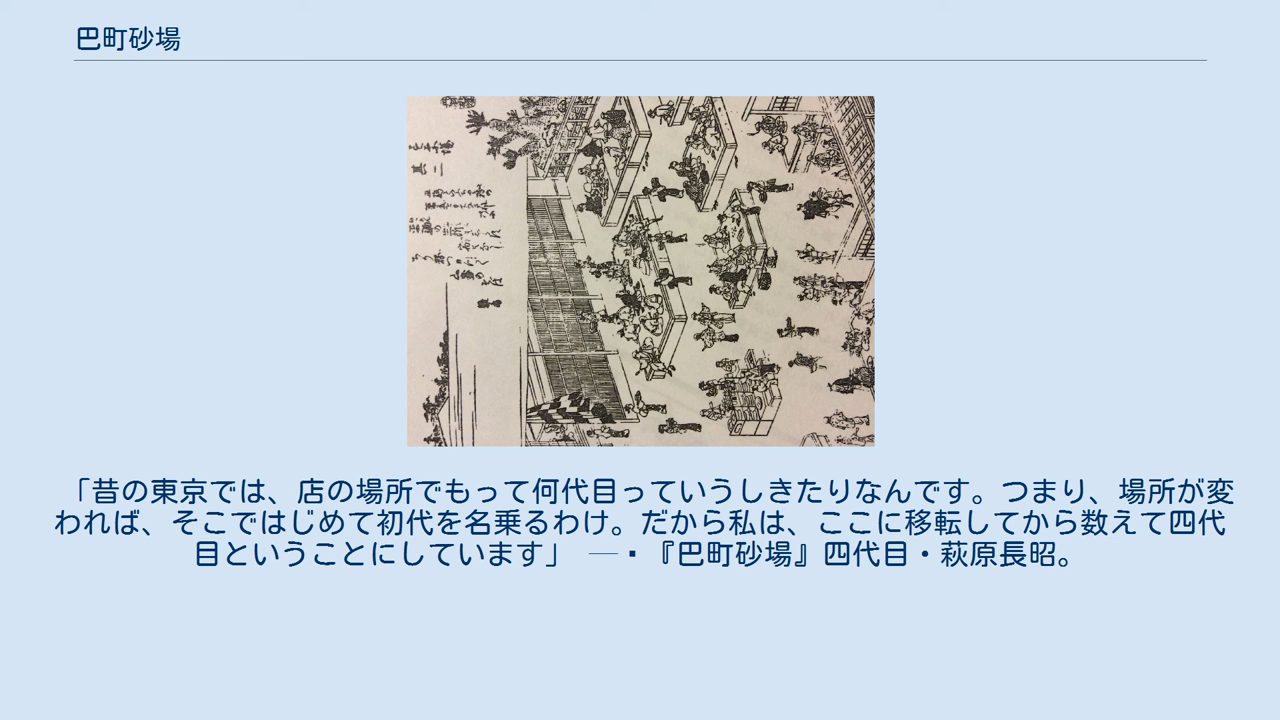 巴町砂場
「昔の東京では、店の場所でもって何代目っていうしきたりなんです。つまり、場所が変
われば、そこではじめて初代を名乗るわけ。だから私は、ここに移転してから数えて四代
目ということにしています」 ─・『巴町砂場』四代目・萩原長昭。
其二